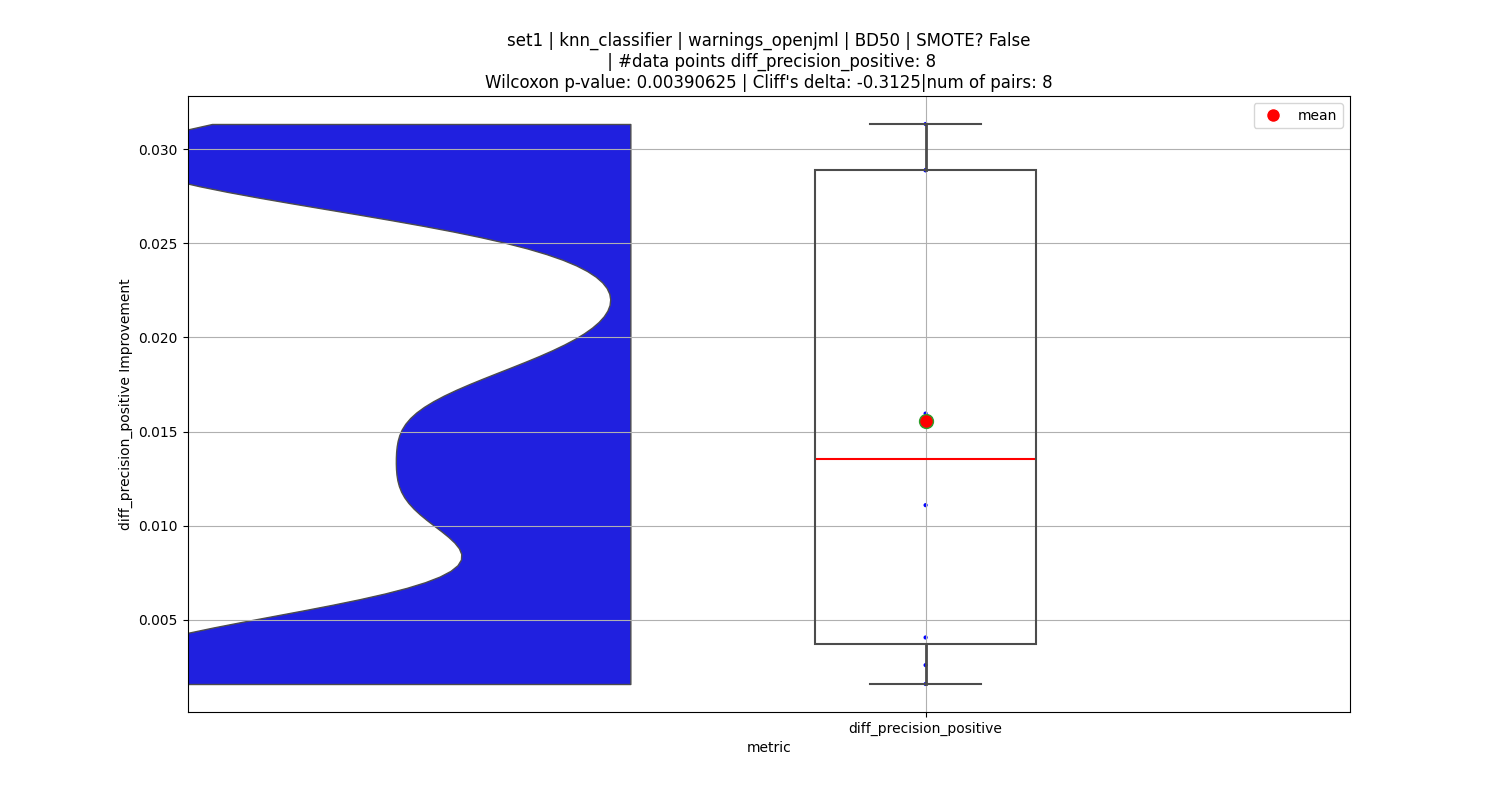 set1 | knn_classifier | warnings_openjml | BD50 | SMOTE? False
| #data points diff_precision_positive: 8
Wilcoxon p-value: 0.00390625 | Cliff's delta: -0.3125|num of pairs: 8
mean
0.030
0.025
0.020
0.015
0.010
0.005
diff_precision_positive Improvement
diff_precision_positive
metric